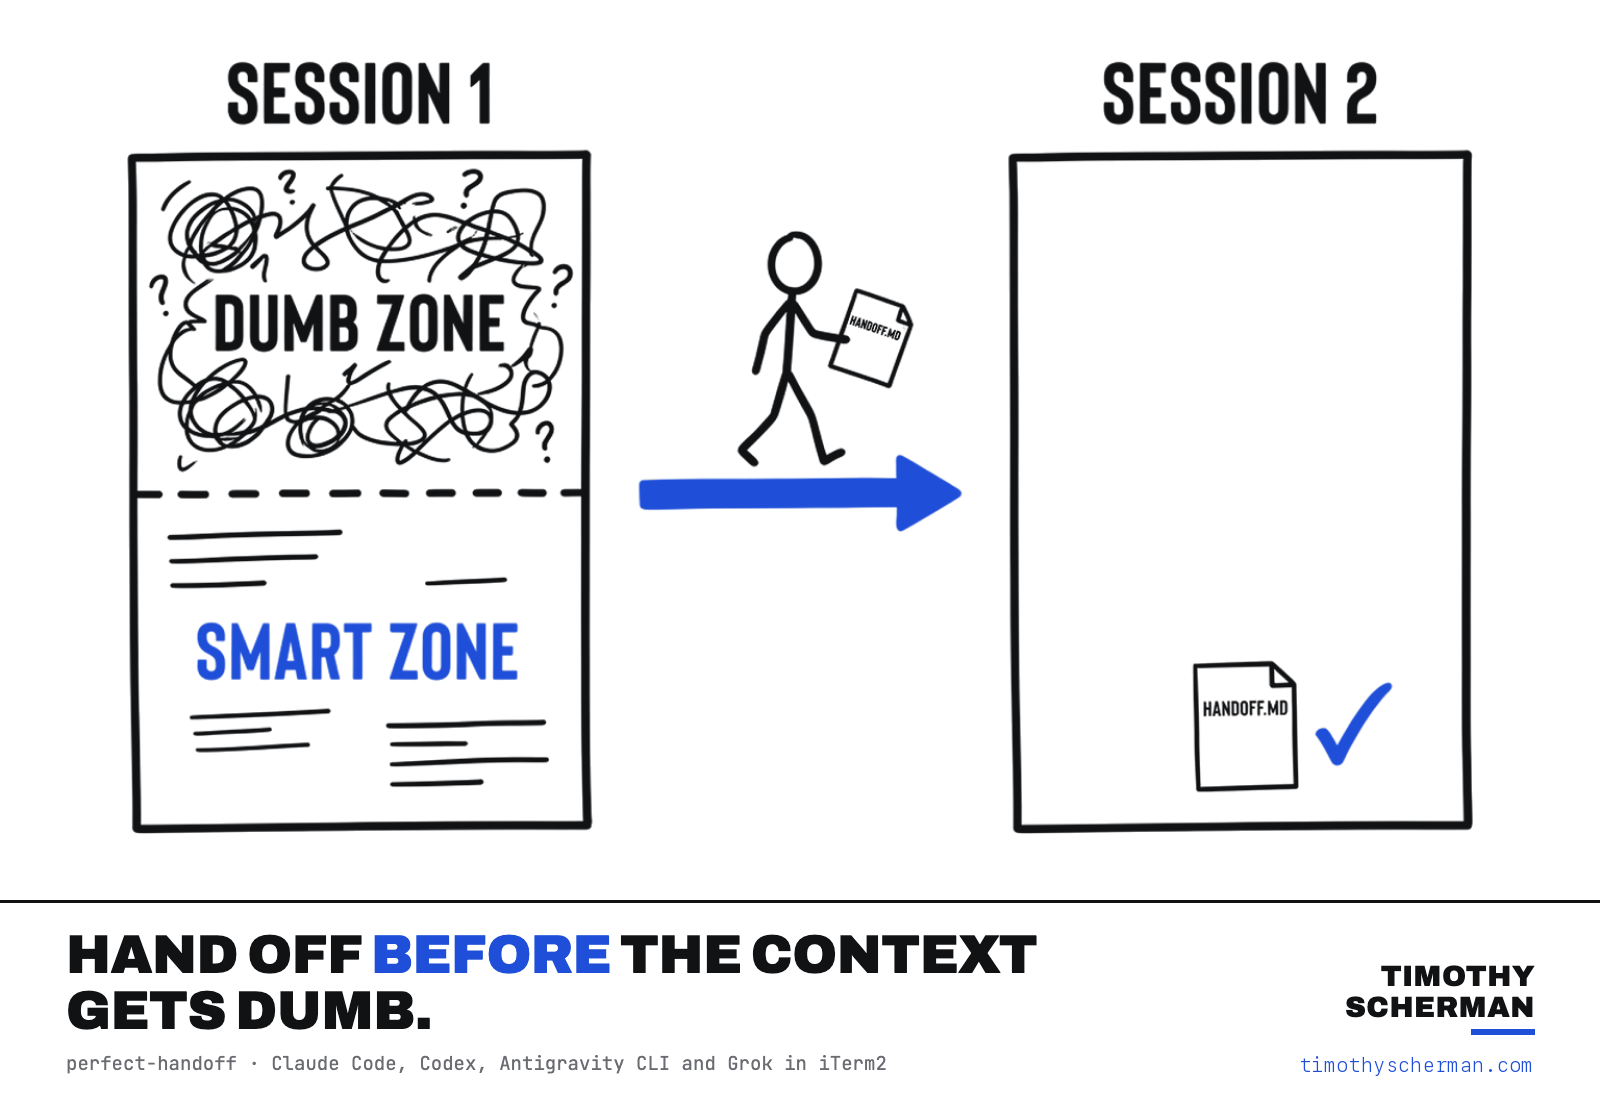 SESSION 1
SESSION 2
? ?
? ?
DUMB ZONE
?
HANDOFF.MD
SMART ZONE
HANDOFF.MD
HAND OFF BEFORE THE CONTEXT
GETS DUMB.
perfect-handoff · Claude Code, Codex, Antigravity CLI and Grok in iTerm2
TIMOTHY
SCHERMAN
timothyscherman.com